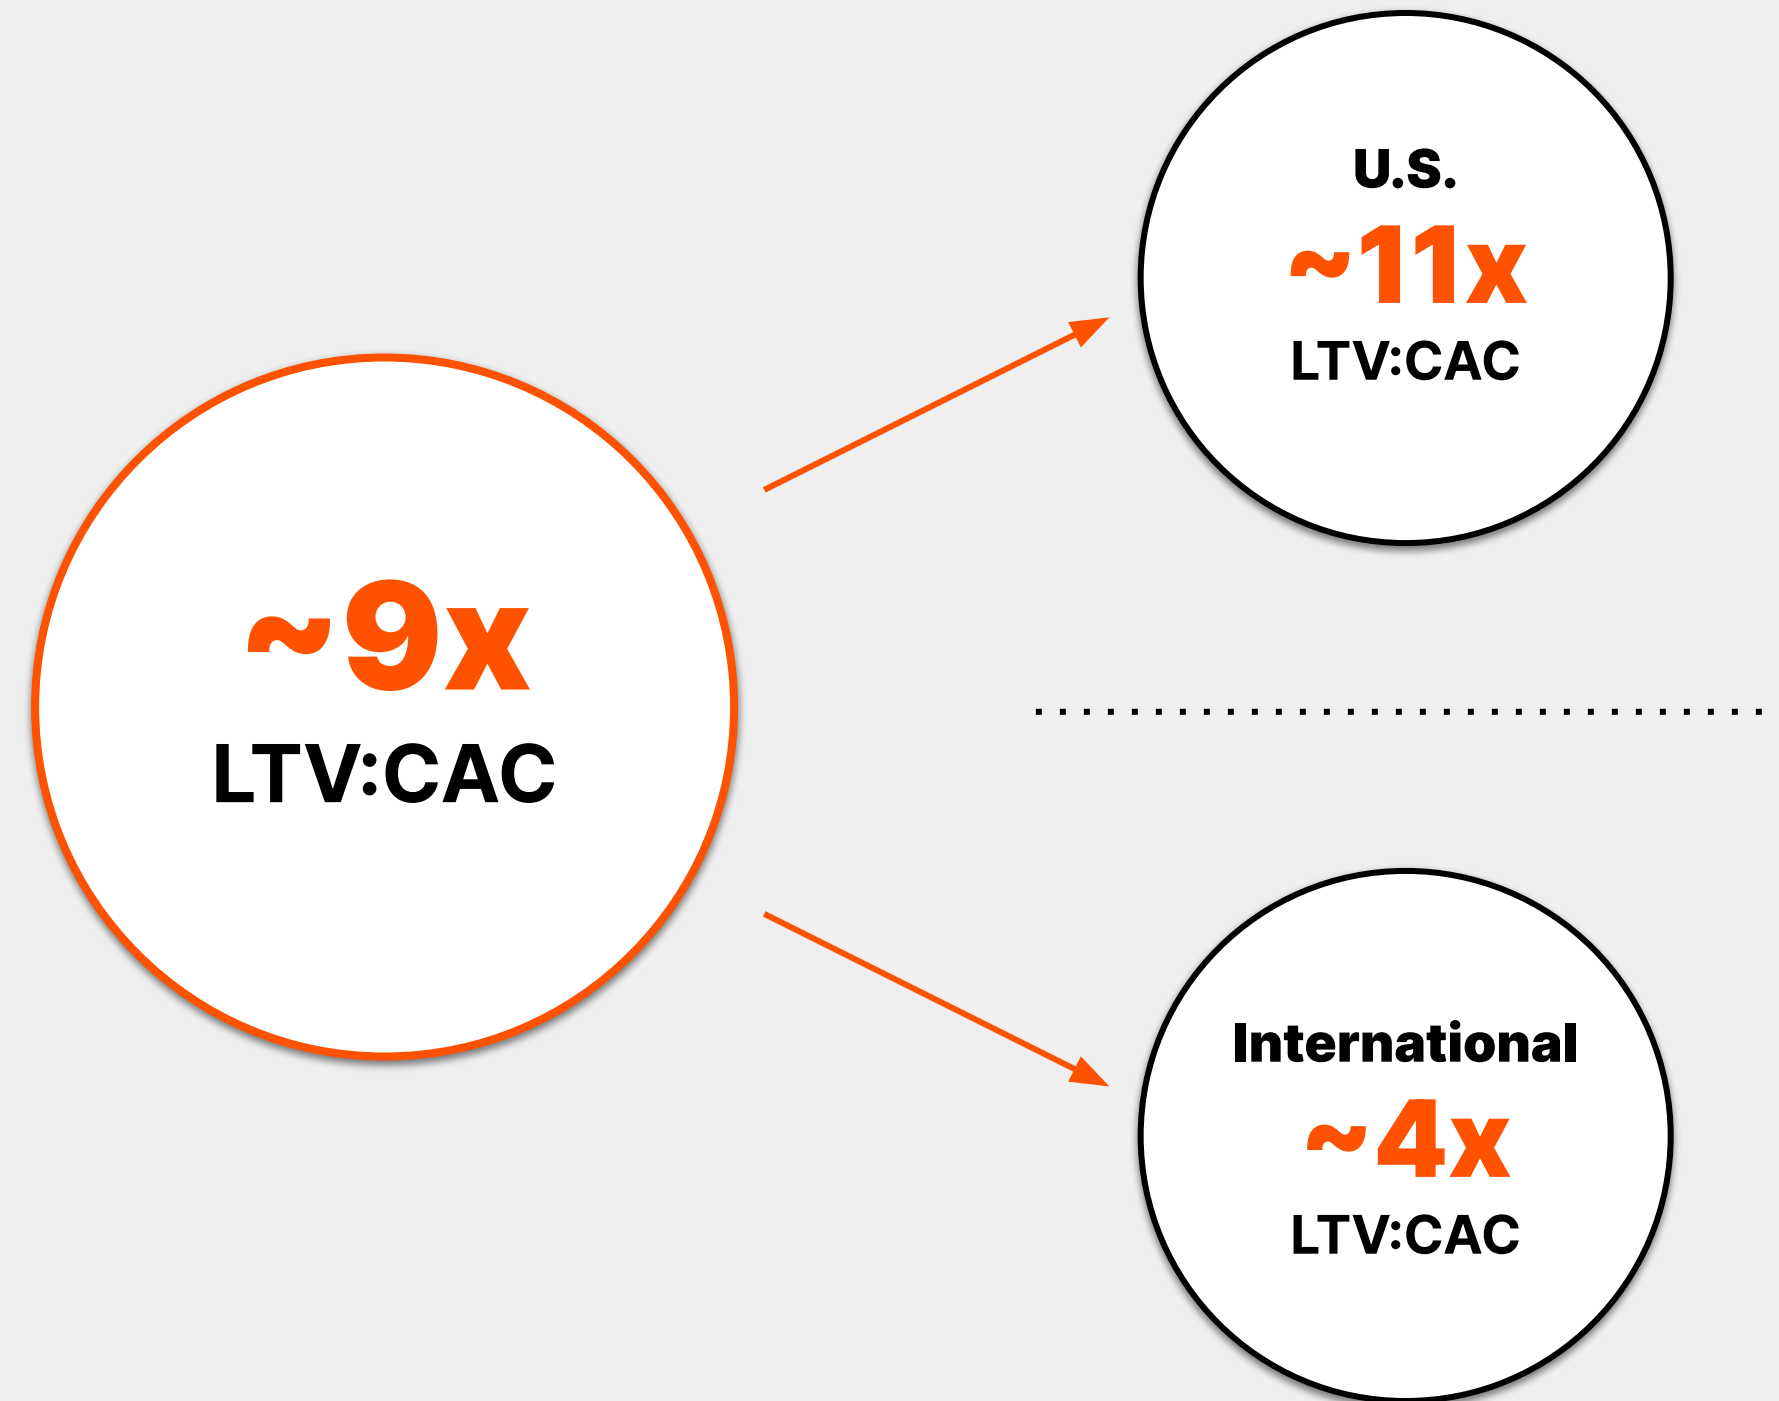 ~9x
LTV:CAC
U.S.
~11x
LTV:CAC
International
~4x
LTV:CAC